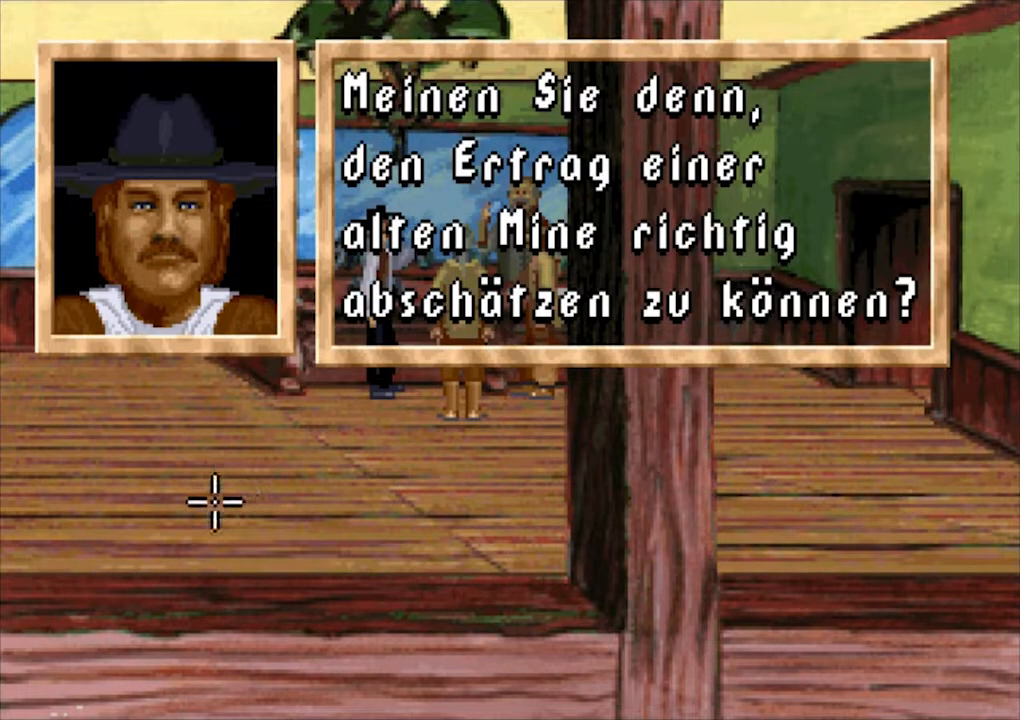 Meinen Sie denn,
den Ertrag einer
alten Mine richtig
abschätzen zu können?